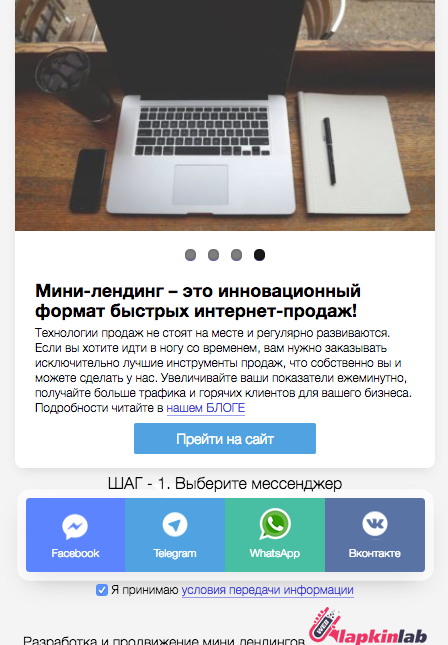 Мини-лендинг – это инновационный
формат быстрых интернет-продаж!
Технологии продаж не стоят на месте и регулярно развиваются.
Если вы хотите идти в ногу со временем, вам нужно заказывать
исключительно лучшие инструменты продаж, что собственно вы и
можете сделать у нас. Увеличивайте ваши показатели ежеминутно,
получайте больше трафика и горячих клиентов для вашего бизнеса.
Подробности читайте в нашем БЛОГЕ
Прейти на сайт
ШАГ - 1. Выберите мессенджер
Facebook
Telegram
WhatsApp
Вконтакте
Я принимаю условия передачи информации
Разработка и продвижение мини лендингов
lapkinlab